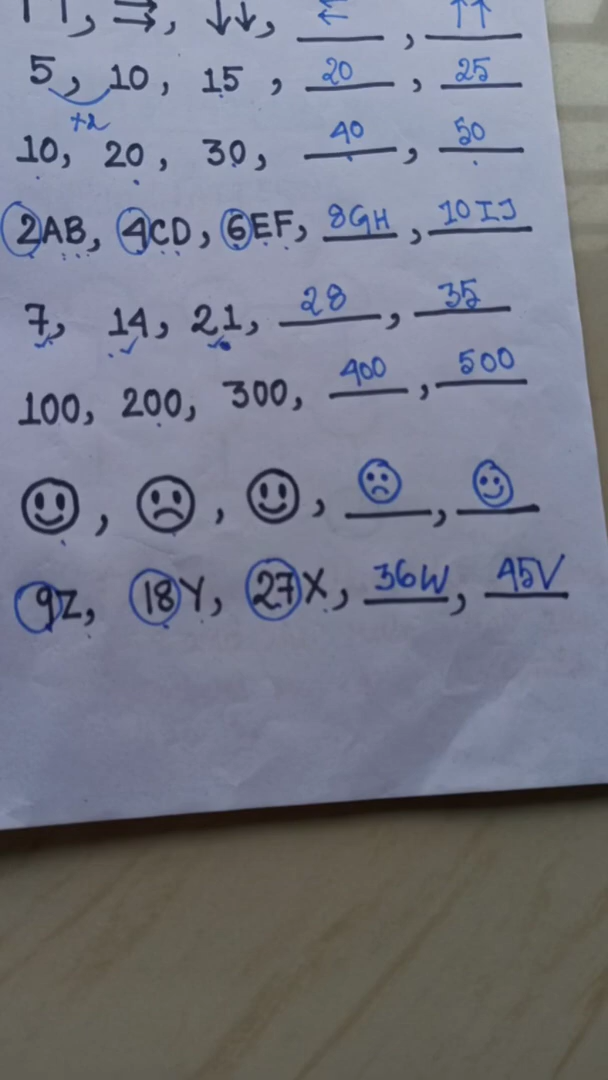 ↑↑, ⇉, ↓↓, ⇇, ↑↑
5, 10, 15, 20, 25
+2
10, 20, 30, 40, 50
2AB, 4CD, 6EF, 8GH, 10IJ
7, 14, 21, 28, 35
100, 200, 300, 400, 500
☺, ☹, ☺, ☹, ☺
9Z, 18Y, 27X, 36W, 45V